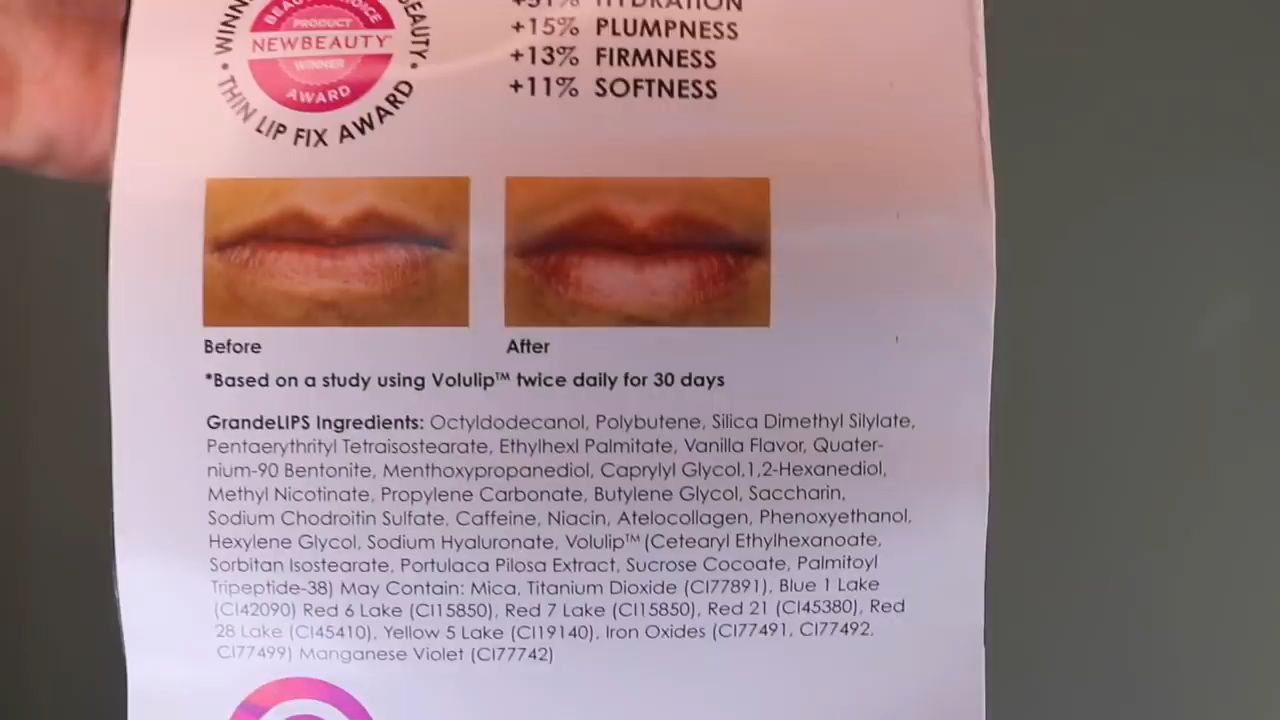 BEAUTY
PRODUCT
NEWBEAUTY
WINNER
AWARD
THIN LIP FIX AWARD
HYDRATION
+15% PLUMPNESS
+13% FIRMNESS
+11% SOFTNESS
Before
After
*Based on a study using Volulip™ twice daily for 30 days
GrandeLIPS Ingredients: Octyldodecanol, Polybutene, Silica Dimethyl Silylate,
Pentaerythrityl Tetraisostearate, Ethylhexl Palmitate, Vanilla Flavor, Quater-
nium-90 Bentonite, Menthoxypropanediol, Caprylyl Glycol,1,2-Hexanediol,
Methyl Nicotinate, Propylene Carbonate, Butylene Glycol, Saccharin,
Sodium Chodroitin Sulfate, Caffeine, Niacin, Atelocollagen, Phenoxyethanol,
Hexylene Glycol, Sodium Hyaluronate, Volulip™ (Cetearyl Ethylhexanoate,
Sorbitan Isostearate, Portulaca Pilosa Extract, Sucrose Cocoate, Palmitoyl
Tripeptide-38) May Contain: Mica, Titanium Dioxide (CI77891), Blue 1 Lake
(CI42090) Red 6 Lake (CI15850), Red 7 Lake (CI15850), Red 21 (CI45380), Red
28 Lake (CI45410), Yellow 5 Lake (CI19140), Iron Oxides (CI77491, CI77492,
CI77499) Manganese Violet (CI77742)